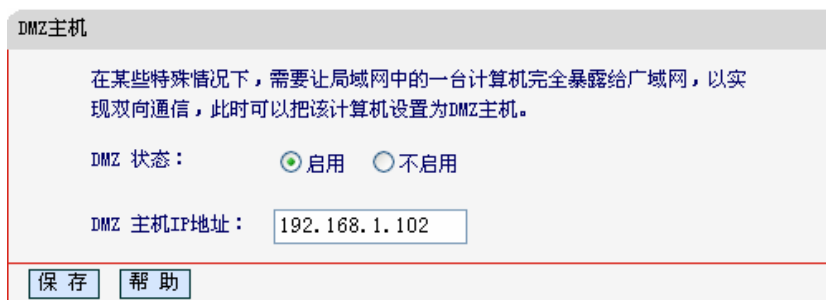 DMZ主机
在某些特殊情况下，需要让局域网中的一台计算机完全暴露给广域网，以实
现双向通信，此时可以把该计算机设置为DMZ主机。
DMZ 状态： 启用 不启用
DMZ 主机IP地址： 192.168.1.102
保 存 帮 助